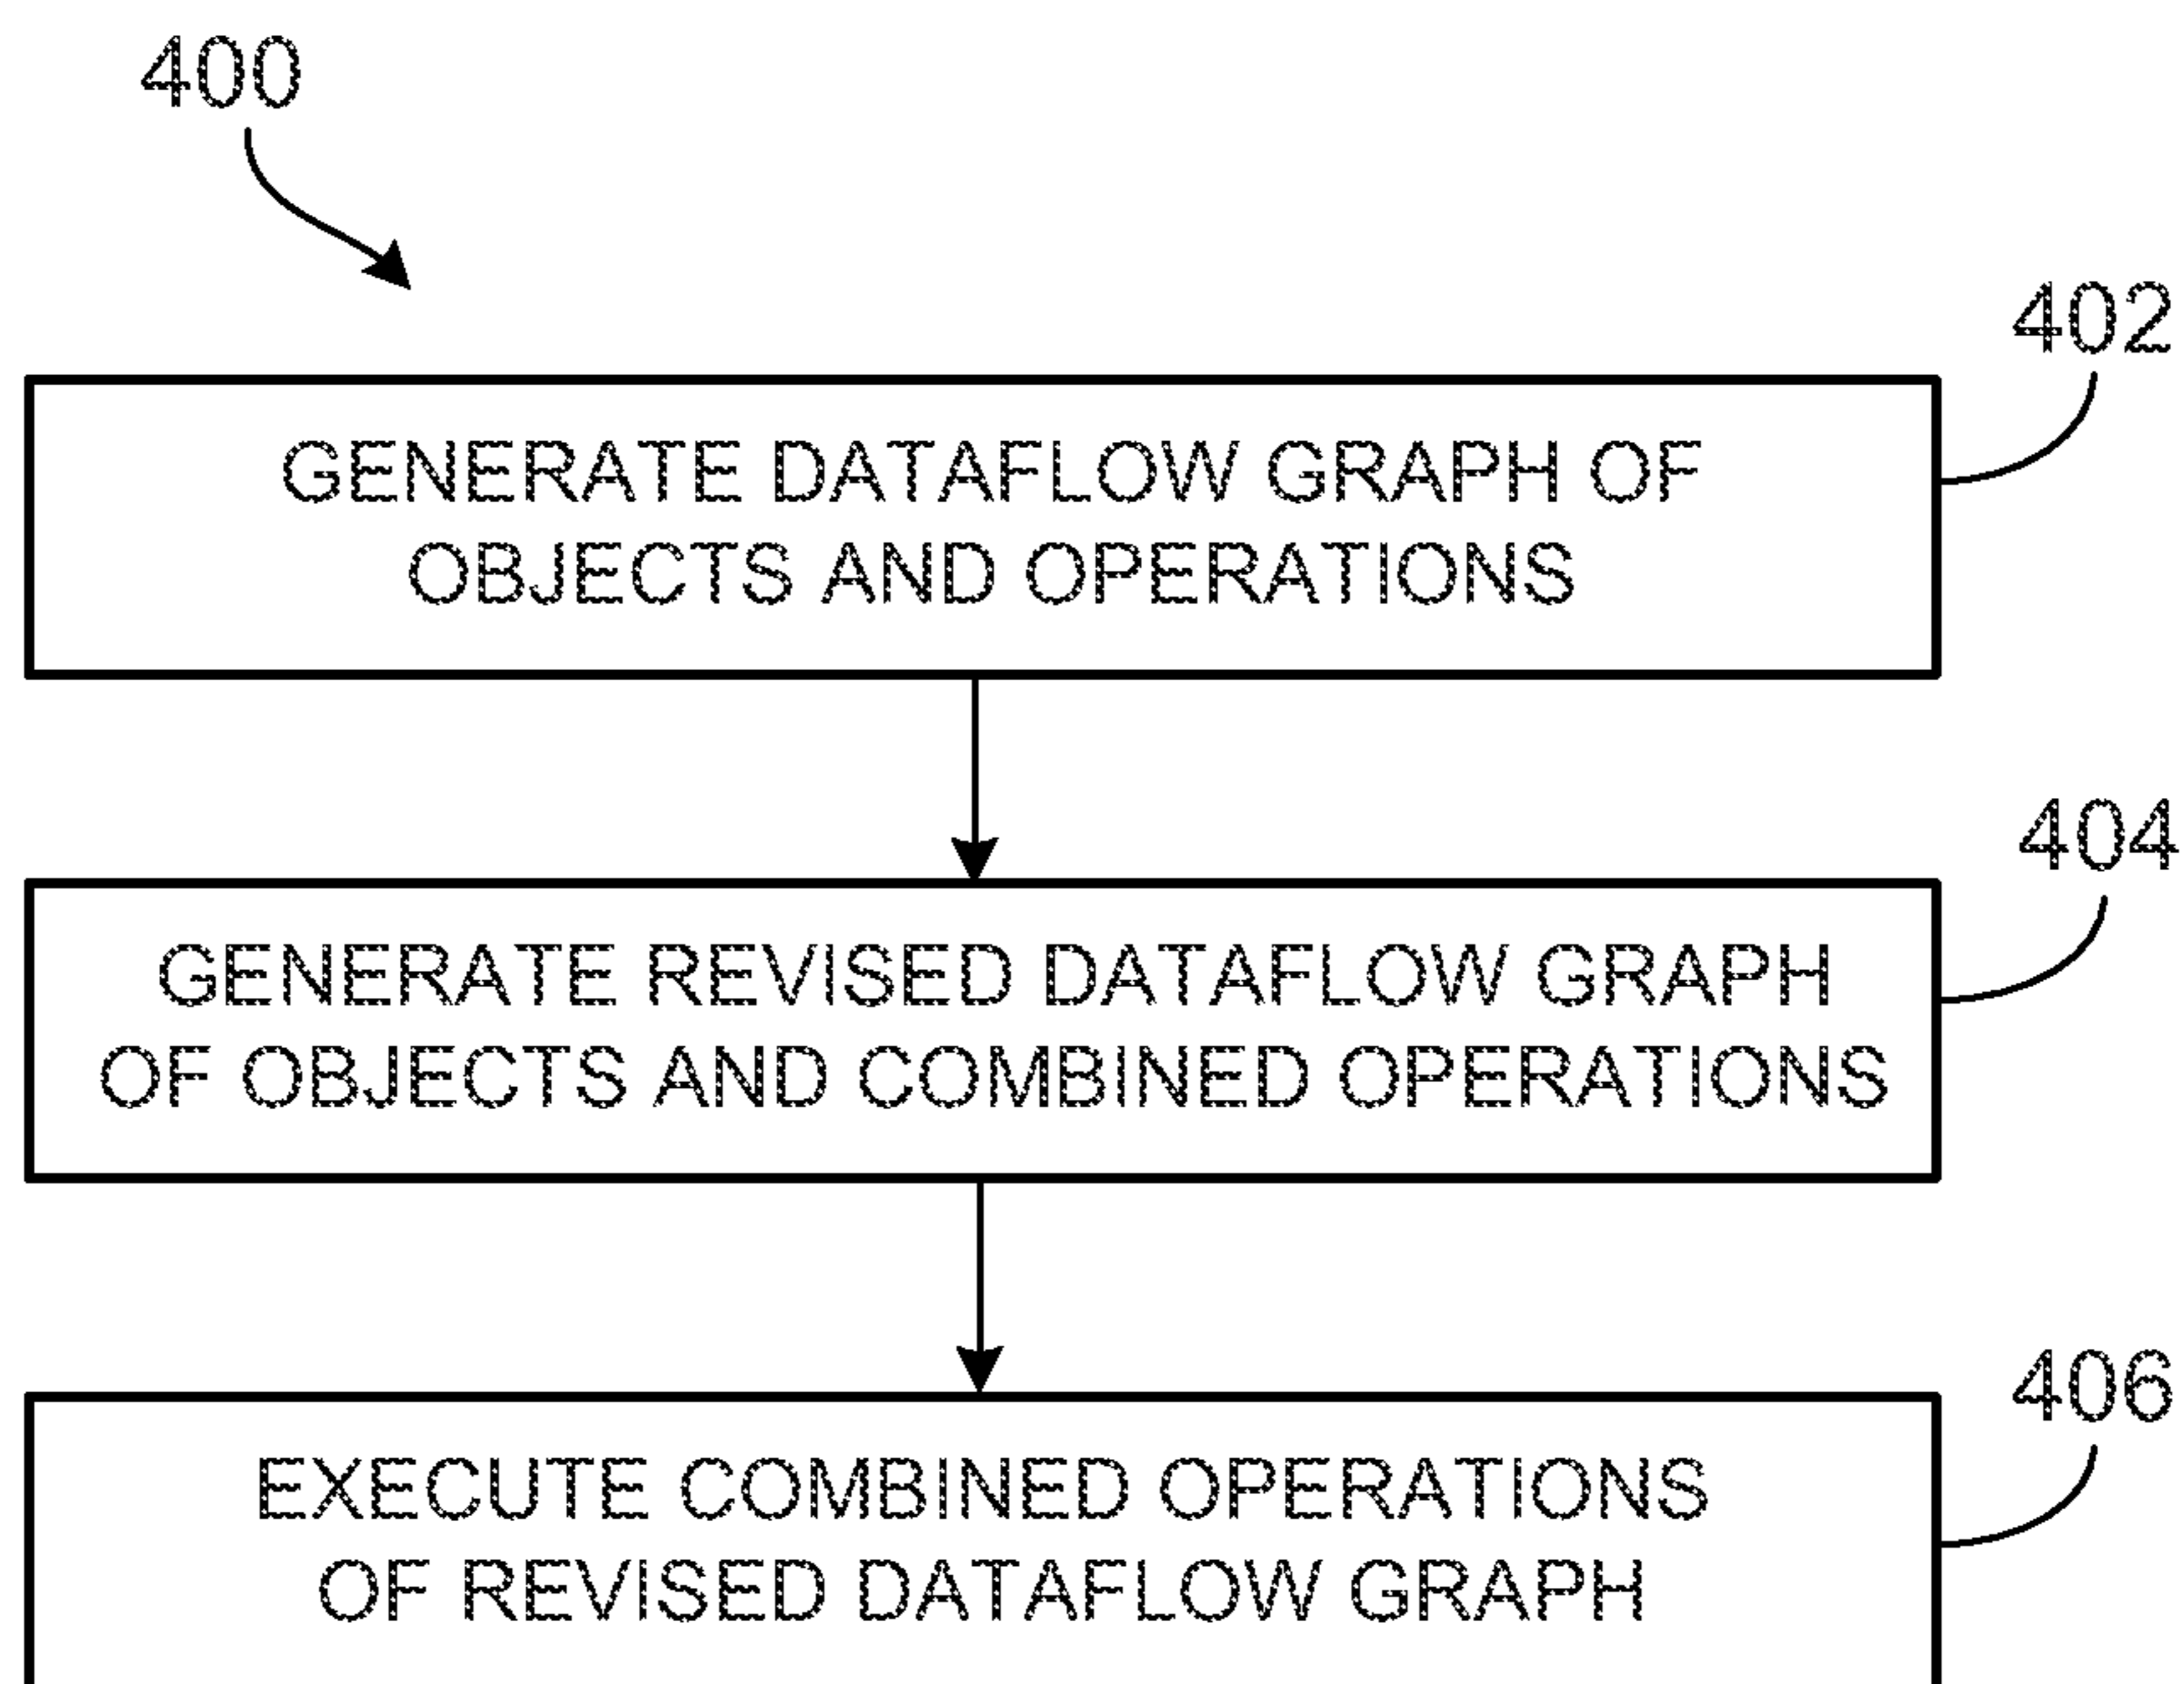 400
402
GENERATE DATAFLOW GRAPH OF
OBJECTS AND OPERATIONS
404
GENERATE REVISED DATAFLOW GRAPH
OF OBJECTS AND COMBINED OPERATIONS
406
EXECUTE COMBINED OPERATIONS
OF REVISED DATAFLOW GRAPH